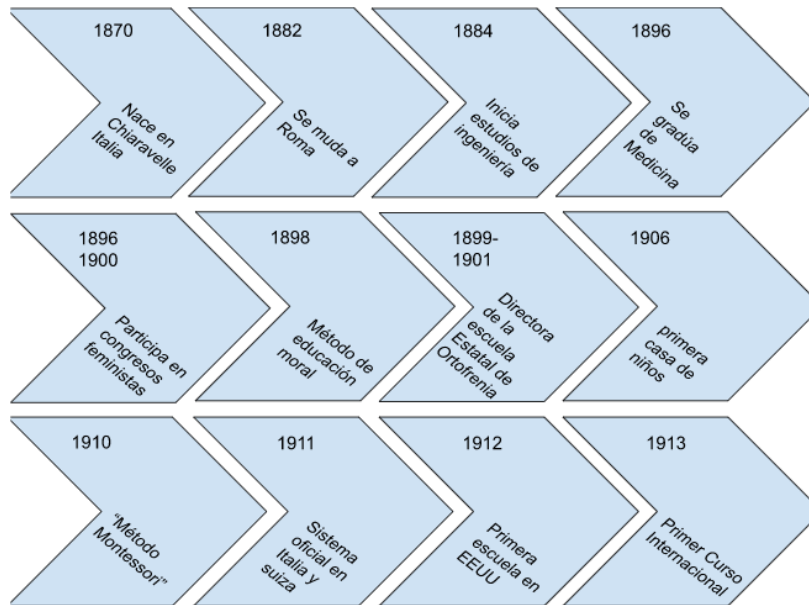 1870
Nace en
Chiaravelle
Italia
1882
Se muda a
Roma
1884
Inicia
estudios de
ingeniería
1896
Se
gradúa
de
Medicina
1896
1900
Participa en
congresos
feministas
1898
Método de
educación
moral
1899-
1901
Directora
de la
escuela
Estatal de
Ortofrenia
1906
primera
casa de
niños
1910
“Método
Montessori'”
1911
Sistema
oficial en
Italia y
suiza
1912
Primera
escuela en
EEUU
1913
Primer Curso
Internacional